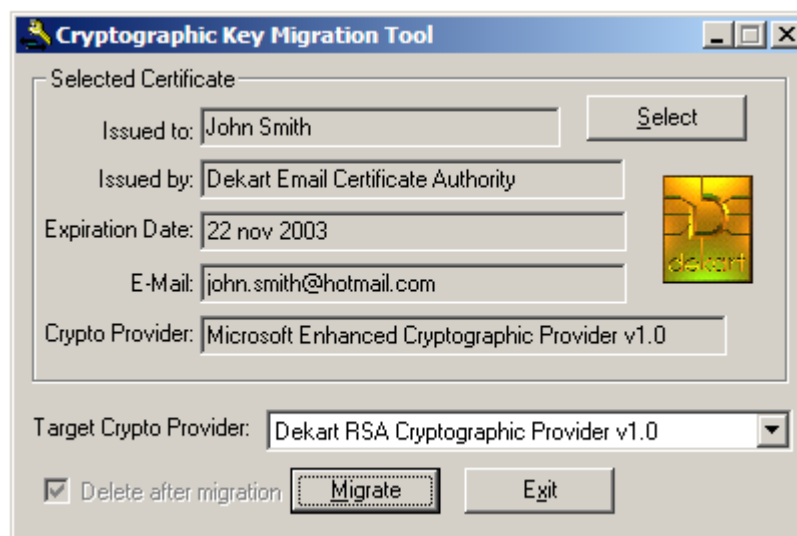 Cryptographic Key Migration Tool
Selected Certificate
Issued to: John Smith
Select
Issued by: Dekart Email Certificate Authority
Expiration Date: 22 nov 2003
dekart
E-Mail: john.smith@hotmail.com
Crypto Provider: Microsoft Enhanced Cryptographic Provider v1.0
Target Crypto Provider: Dekart RSA Cryptographic Provider v1.0
Delete after migration Migrate Exit